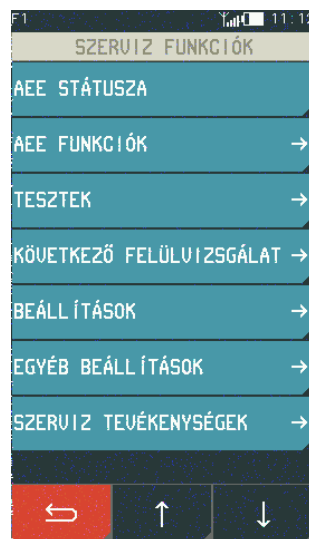 F1 11:12
SZERVIZ FUNKCIÓK
AEE STÁTUSZA
AEE FUNKCIÓK →
TESZTEK →
KÖVETKEZŐ FELÜLVIZSGÁLAT →
BEÁLLÍTÁSOK →
EGYÉB BEÁLLÍTÁSOK →
SZERVIZ TEVÉKENYSÉGEK →